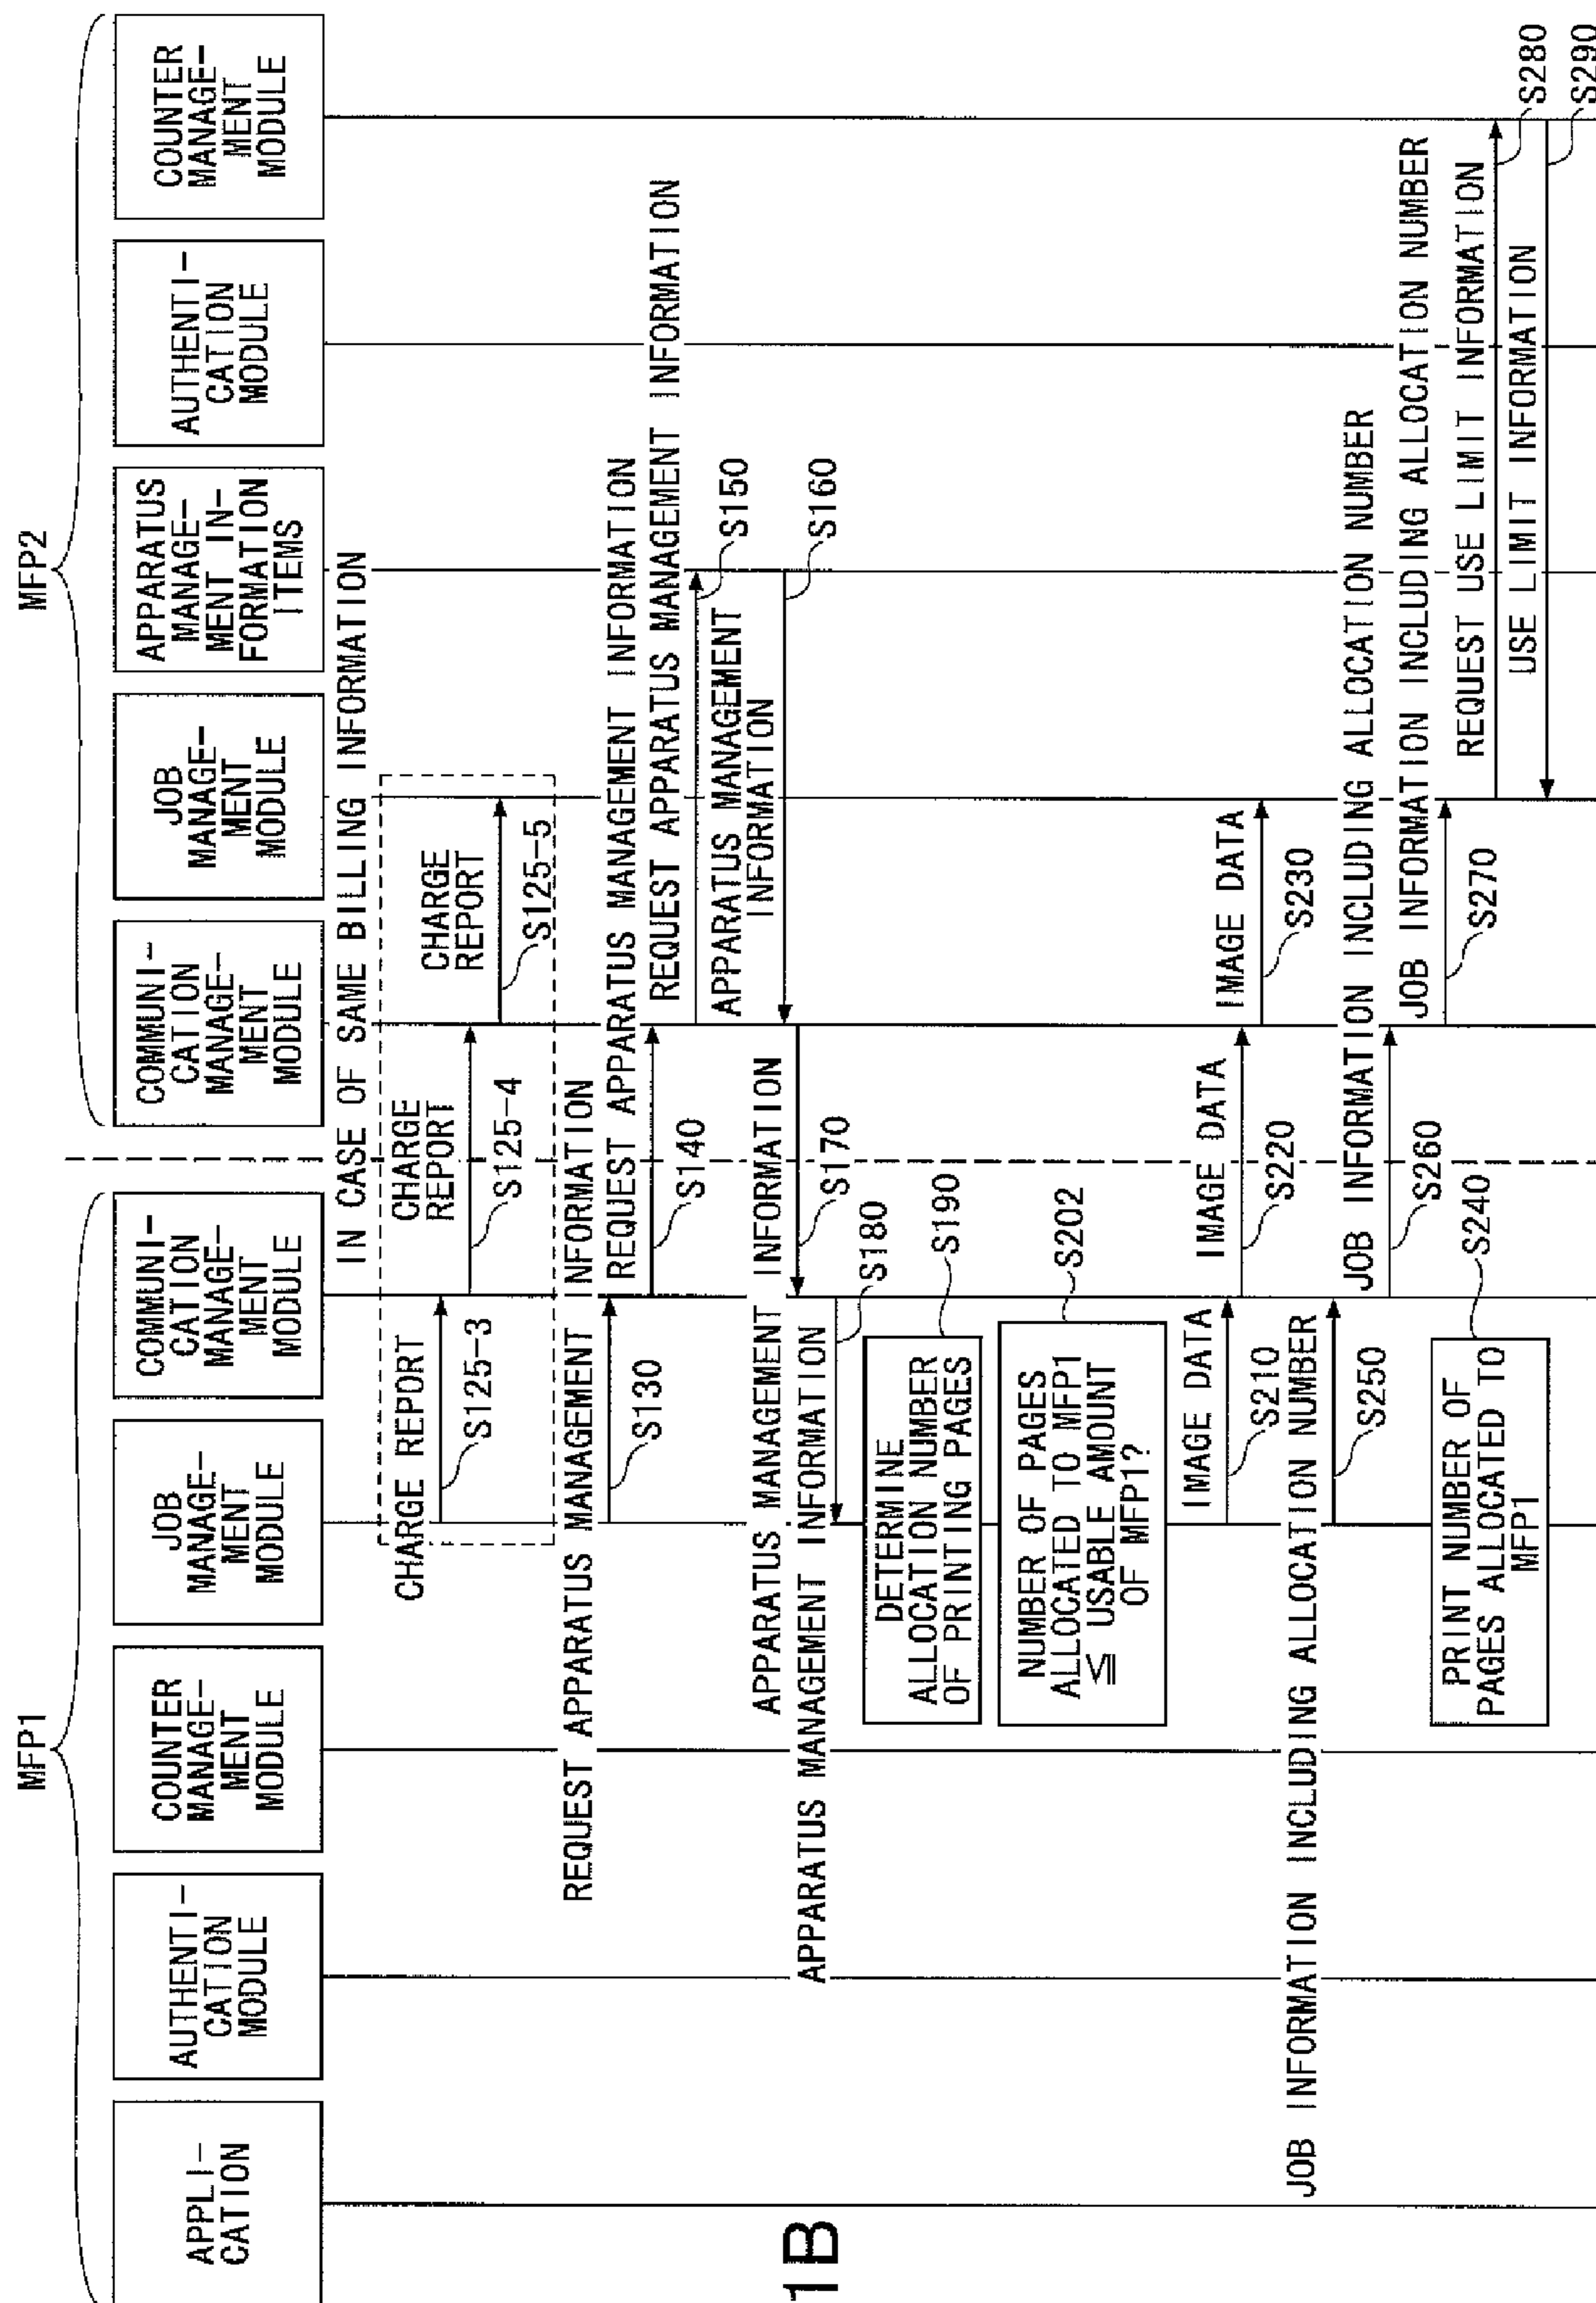 MFP1
MFP2
APPLI-
CATION
AUTHENTI-
CATION
MODULE
COUNTER
MANAGE-
MENT
MODULE
JOB
MANAGE-
MENT
MODULE
COMMUNI-
CATION
MANAGE-
MENT
MODULE
COMMUNI-
CATION
MANAGE-
MENT
MODULE
JOB
MANAGE-
MENT
MODULE
APPARATUS
MANAGE-
MENT IN-
FORMATION
ITEMS
AUTHENTI-
CATION
MODULE
COUNTER
MANAGE-
MENT
MODULE
IN CASE OF SAME BILLING INFORMATION
CHARGE REPORT
S125-3
CHARGE
REPORT
S125-4
CHARGE
REPORT
S125-5
REQUEST APPARATUS MANAGEMENT INFORMATION
S130
REQUEST APPARATUS MANAGEMENT INFORMATION
S140
REQUEST APPARATUS MANAGEMENT INFORMATION
S150
APPARATUS MANAGEMENT
INFORMATION
S160
APPARATUS MANAGEMENT INFORMATION
S170
APPARATUS MANAGEMENT INFORMATION
S180
DETERMINE
ALLOCATION NUMBER
OF PRINTING PAGES
S190
NUMBER OF PAGES
ALLOCATED TO MFP1
≦ USABLE AMOUNT
OF MFP1?
S202
IMAGE DATA
S210
IMAGE DATA
S220
IMAGE DATA
S230
JOB INFORMATION INCLUDING ALLOCATION NUMBER
S250
JOB INFORMATION INCLUDING ALLOCATION NUMBER
S260
JOB INFORMATION INCLUDING ALLOCATION NUMBER
S270
PRINT NUMBER OF
PAGES ALLOCATED TO
MFP1
S240
REQUEST USE LIMIT INFORMATION
S280
USE LIMIT INFORMATION
S290
1B